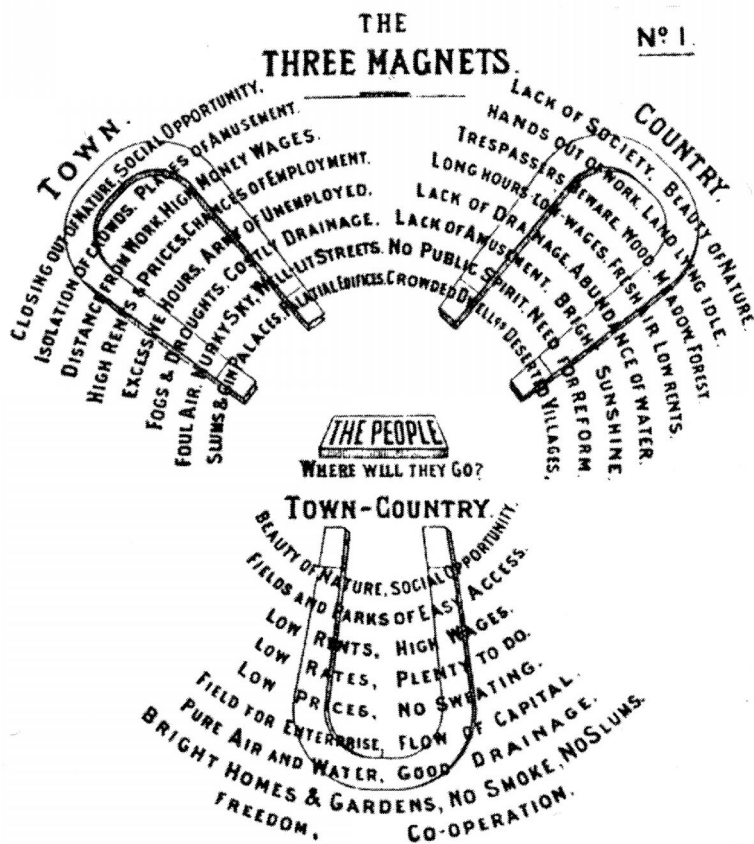 THE
THREE MAGNETS.
Nº 1.
TOWN.
CLOSING OUT OF NATURE. SOCIAL OPPORTUNITY.
ISOLATION OF CROWDS. PLACES OF AMUSEMENT.
DISTANCE FROM WORK. HIGH MONEY WAGES.
HIGH RENTS & PRICES. CHANCES OF EMPLOYMENT.
EXCESSIVE HOURS. ARMY OF UNEMPLOYED.
FOGS & DROUGHTS. COSTLY DRAINAGE.
FOUL AIR. MURKY SKY. WELL-LIT STREETS.
SLUMS & GIN PALACES. PALATIAL EDIFICES.
COUNTRY.
LACK OF SOCIETY. BEAUTY OF NATURE.
HANDS OUT OF WORK. LAND LYING IDLE.
TRESPASSERS BEWARE. WOOD, MEADOW, FOREST.
LONG HOURS-LOW-WAGES. FRESH AIR. LOW RENTS.
LACK OF DRAINAGE. ABUNDANCE OF WATER.
LACK OF AMUSEMENT. BRIGHT SUNSHINE.
NO PUBLIC SPIRIT. NEED FOR REFORM.
CROWDED DWELLGS DESERTED VILLAGES.
THE PEOPLE
WHERE WILL THEY GO?
TOWN-COUNTRY.
BEAUTY OF NATURE, SOCIAL OPPORTUNITY.
FIELDS AND PARKS OF EASY ACCESS.
LOW RENTS, HIGH WAGES.
LOW RATES, PLENTY TO DO.
LOW PRICES, NO SWEATING.
FIELD FOR ENTERPRISE, FLOW OF CAPITAL.
PURE AIR AND WATER, GOOD DRAINAGE.
BRIGHT HOMES & GARDENS, NO SMOKE, NO SLUMS.
FREEDOM. CO-OPERATION.